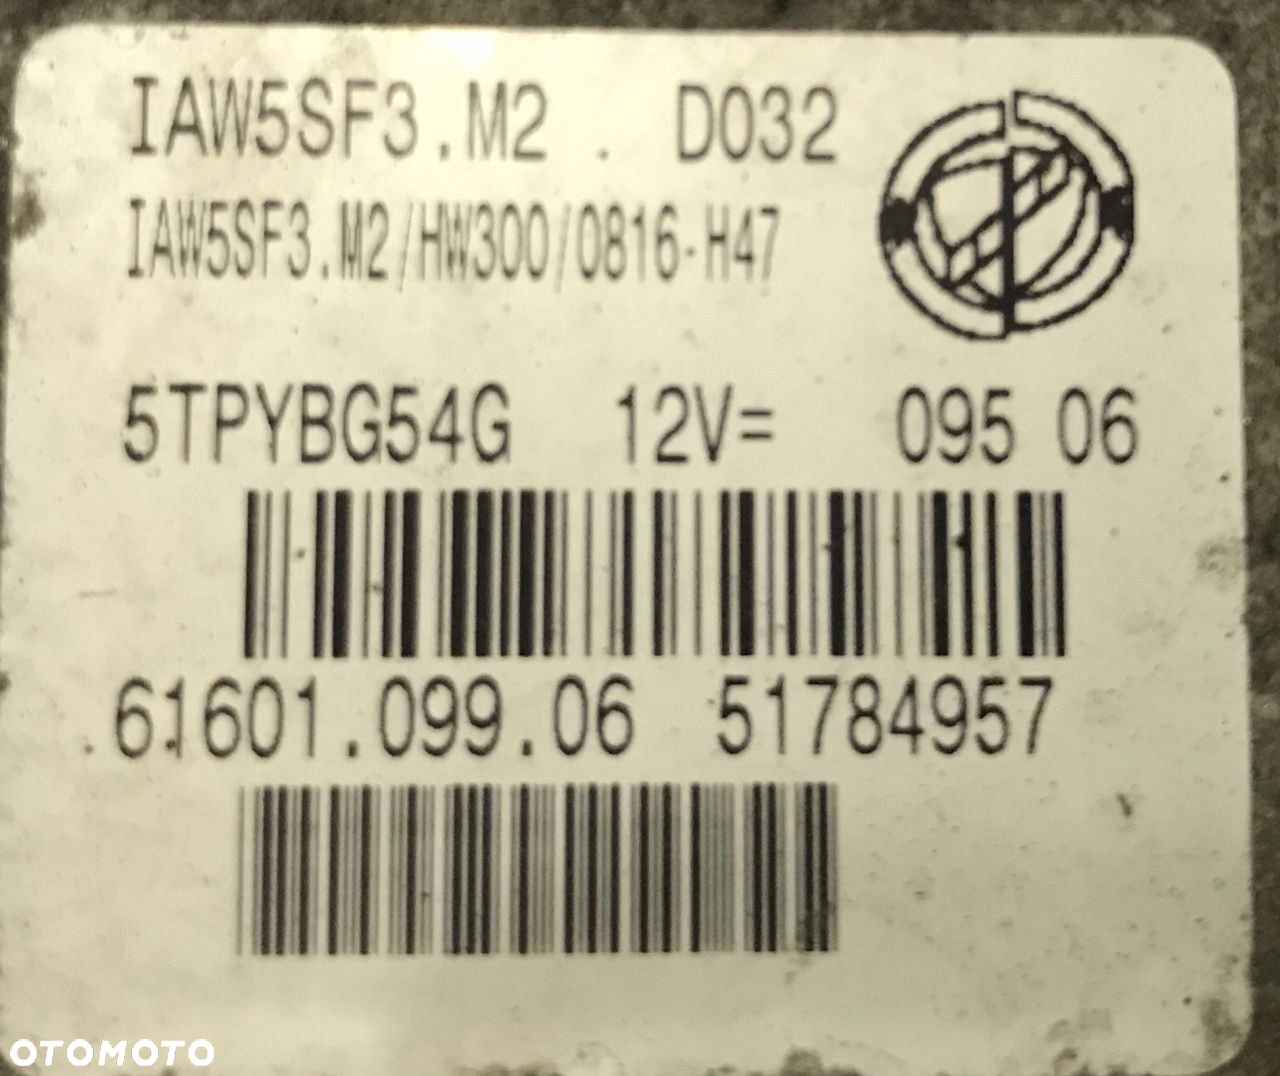 IAW5SF3.M2 . D032
IAW5SF3.M2/HW300/0816-H47
5TPYBG54G 12V= 095 06
61601.099.06 51784957
OTOMOTO